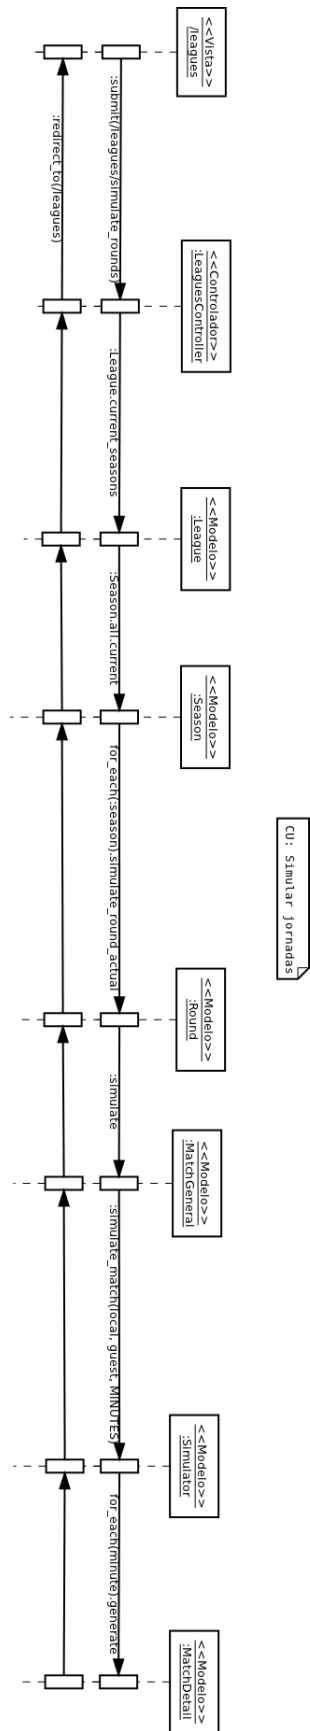 CU: Simular jornadas
<<Vista>>
/leagues
<<Controlador>>
:LeaguesController
<<Modelo>>
:League
<<Modelo>>
:Season
<<Modelo>>
:Round
<<Modelo>>
:MatchGeneral
<<Modelo>>
:Simulator
<<Modelo>>
:MatchDetail
:submit(/leagues/simulate_rounds)
:League.current_seasons
:Season.all.current
for_each(:season).simulate_round_actual
:simulate
:simulate_match(local, guest, MINUTES)
for_each(minute).generate
:redirect_to(/leagues)